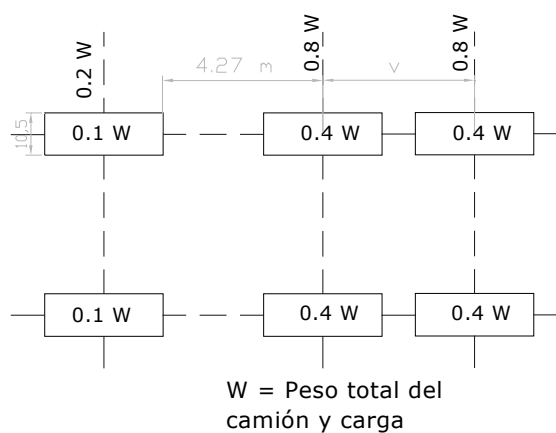 0.2 W
0.8 W
0.8 W
4.27 m
v
10,5
0.1 W
0.4 W
0.4 W
0.1 W
0.4 W
0.4 W
W = Peso total del
camión y carga